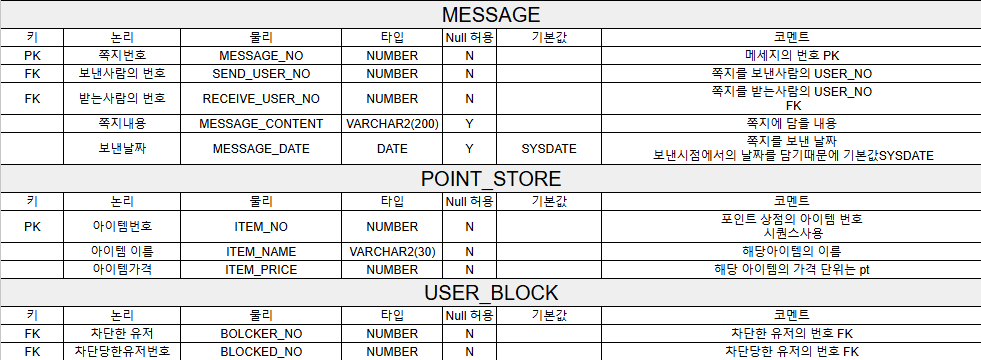 MESSAGE
키 논리 물리 타입 Null 허용 기본값 코멘트
PK 쪽지번호 MESSAGE_NO NUMBER N 메세지의 번호 PK
FK 보낸사람의 번호 SEND_USER_NO NUMBER N 쪽지를 보낸사람의 USER_NO
FK 받는사람의 번호 RECEIVE_USER_NO NUMBER N 쪽지를 받는사람의 USER_NO
FK
쪽지내용 MESSAGE_CONTENT VARCHAR2(200) Y 쪽지에 담을 내용
보낸날짜 MESSAGE_DATE DATE Y SYSDATE 쪽지를 보낸 날짜
보낸시점에서의 날짜를 담기때문에 기본값SYSDATE
POINT_STORE
키 논리 물리 타입 Null 허용 기본값 코멘트
PK 아이템번호 ITEM_NO NUMBER N 포인트 상점의 아이템 번호
시퀀스사용
아이템 이름 ITEM_NAME VARCHAR2(30) N 해당아이템의 이름
아이템가격 ITEM_PRICE NUMBER N 해당 아이템의 가격 단위는 pt
USER_BLOCK
키 논리 물리 타입 Null 허용 기본값 코멘트
FK 차단한 유저 BOLCKER_NO NUMBER N 차단한 유저의 번호 FK
FK 차단당한유저번호 BLOCKED_NO NUMBER N 차단당한 유저의 번호 FK